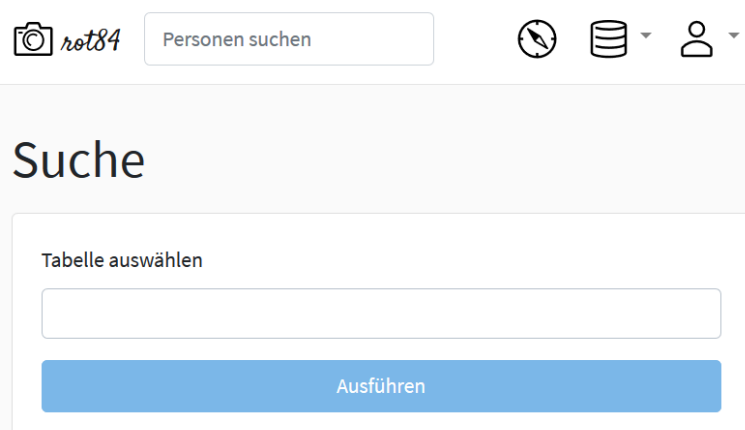 rot84
Personen suchen
Suche
Tabelle auswählen
Ausführen